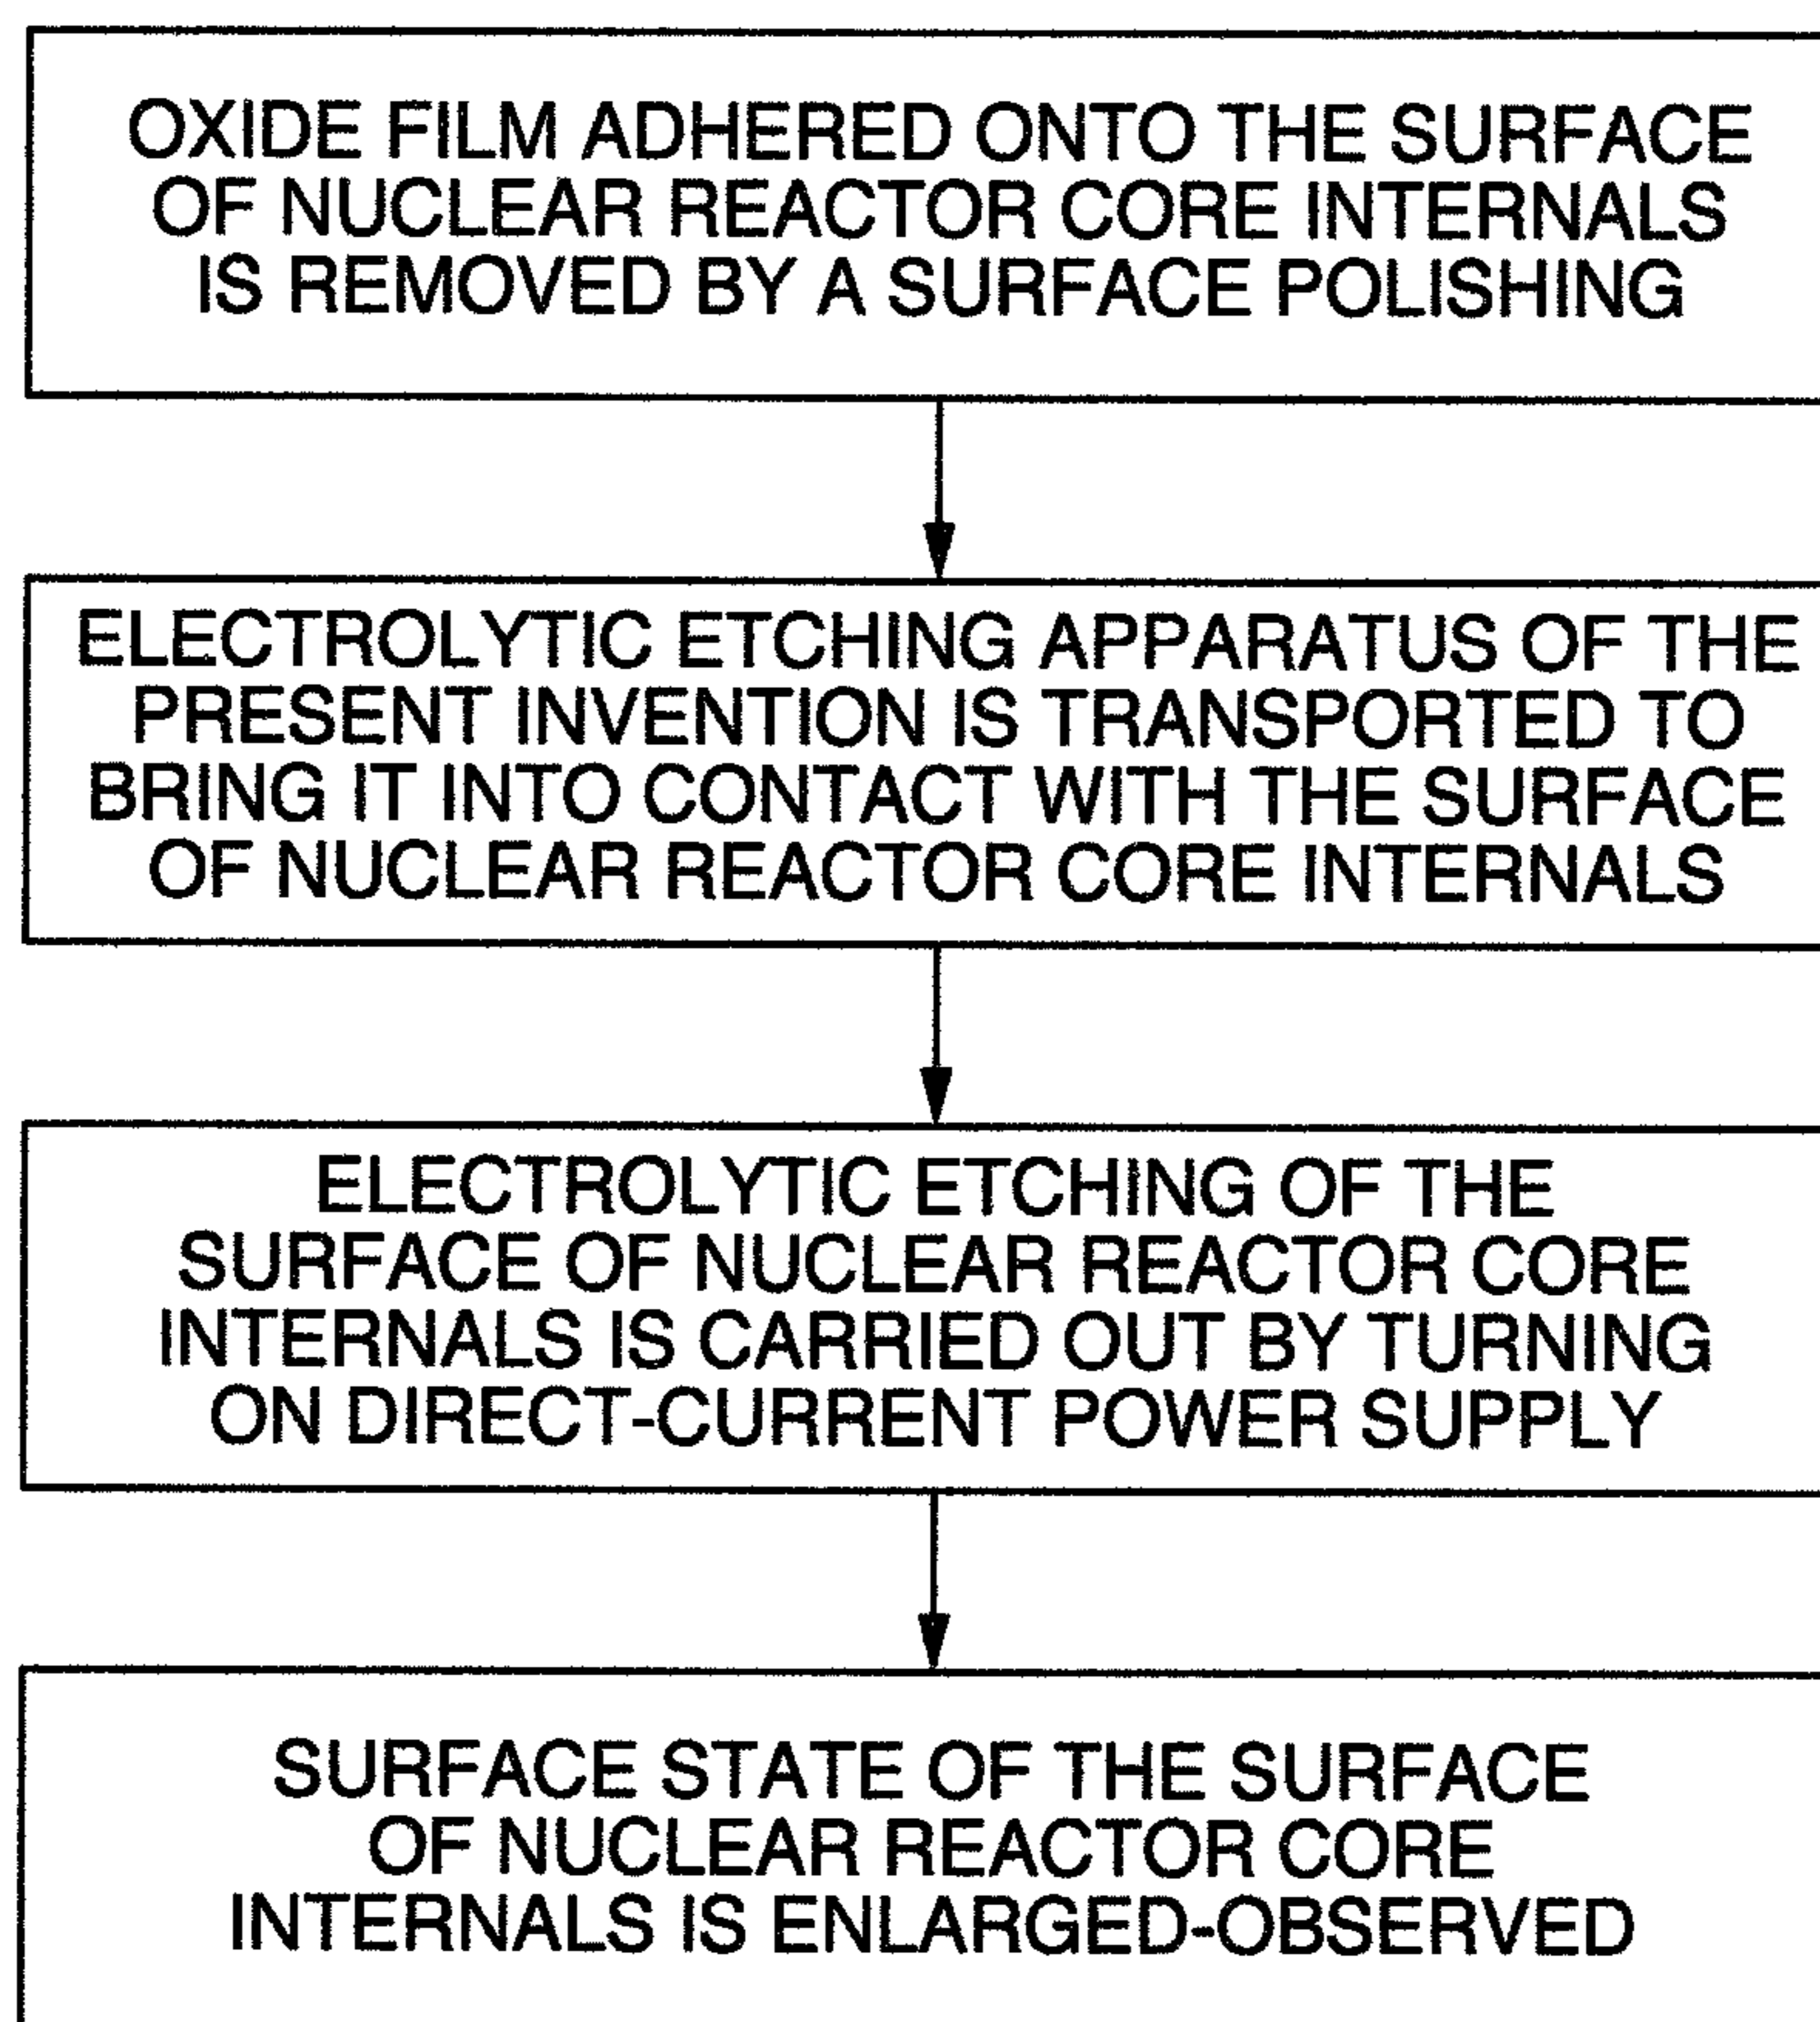 OXIDE FILM ADHERED ONTO THE SURFACE
OF NUCLEAR REACTOR CORE INTERNALS
IS REMOVED BY A SURFACE POLISHING
ELECTROLYTIC ETCHING APPARATUS OF THE
PRESENT INVENTION IS TRANSPORTED TO
BRING IT INTO CONTACT WITH THE SURFACE
OF NUCLEAR REACTOR CORE INTERNALS
ELECTROLYTIC ETCHING OF THE
SURFACE OF NUCLEAR REACTOR CORE
INTERNALS IS CARRIED OUT BY TURNING
ON DIRECT-CURRENT POWER SUPPLY
SURFACE STATE OF THE SURFACE
OF NUCLEAR REACTOR CORE
INTERNALS IS ENLARGED-OBSERVED